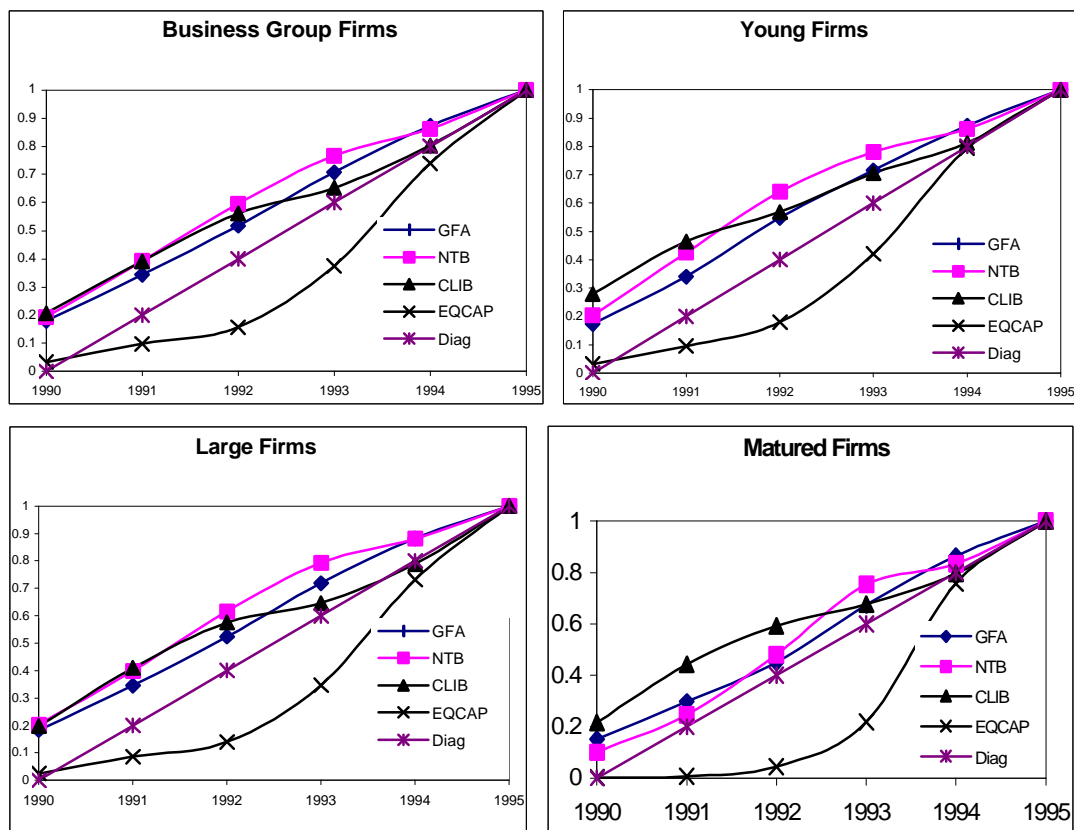 Business Group Firms
1
0.9
0.8
0.7
0.6
0.5
0.4
0.3
0.2
0.1
0
1990 1991 1992 1993 1994 1995
GFA
NTB
CLIB
EQCAP
Diag
Young Firms
1
0.9
0.8
0.7
0.6
0.5
0.4
0.3
0.2
0.1
0
1990 1991 1992 1993 1994 1995
GFA
NTB
CLIB
EQCAP
Diag
Large Firms
1
0.9
0.8
0.7
0.6
0.5
0.4
0.3
0.2
0.1
0
1990 1991 1992 1993 1994 1995
GFA
NTB
CLIB
EQCAP
Diag
Matured Firms
1
0.8
0.6
0.4
0.2
0
1990 1991 1992 1993 1994 1995
GFA
NTB
CLIB
EQCAP
Diag